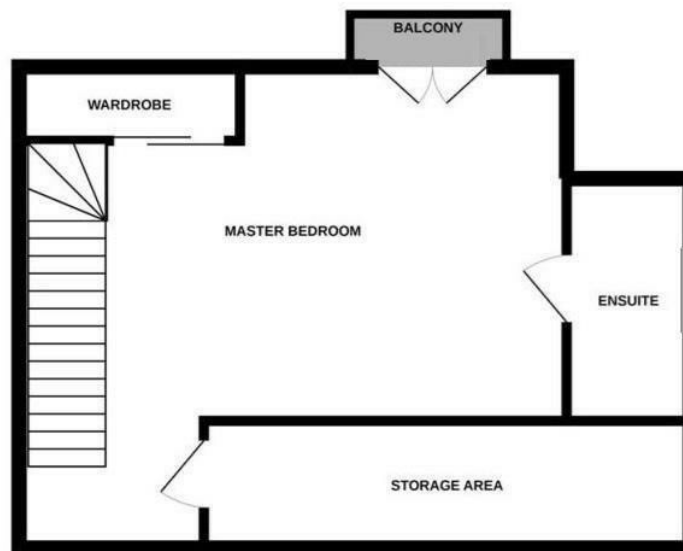 BALCONY
WARDROBE
MASTER BEDROOM
ENSUITE
STORAGE AREA